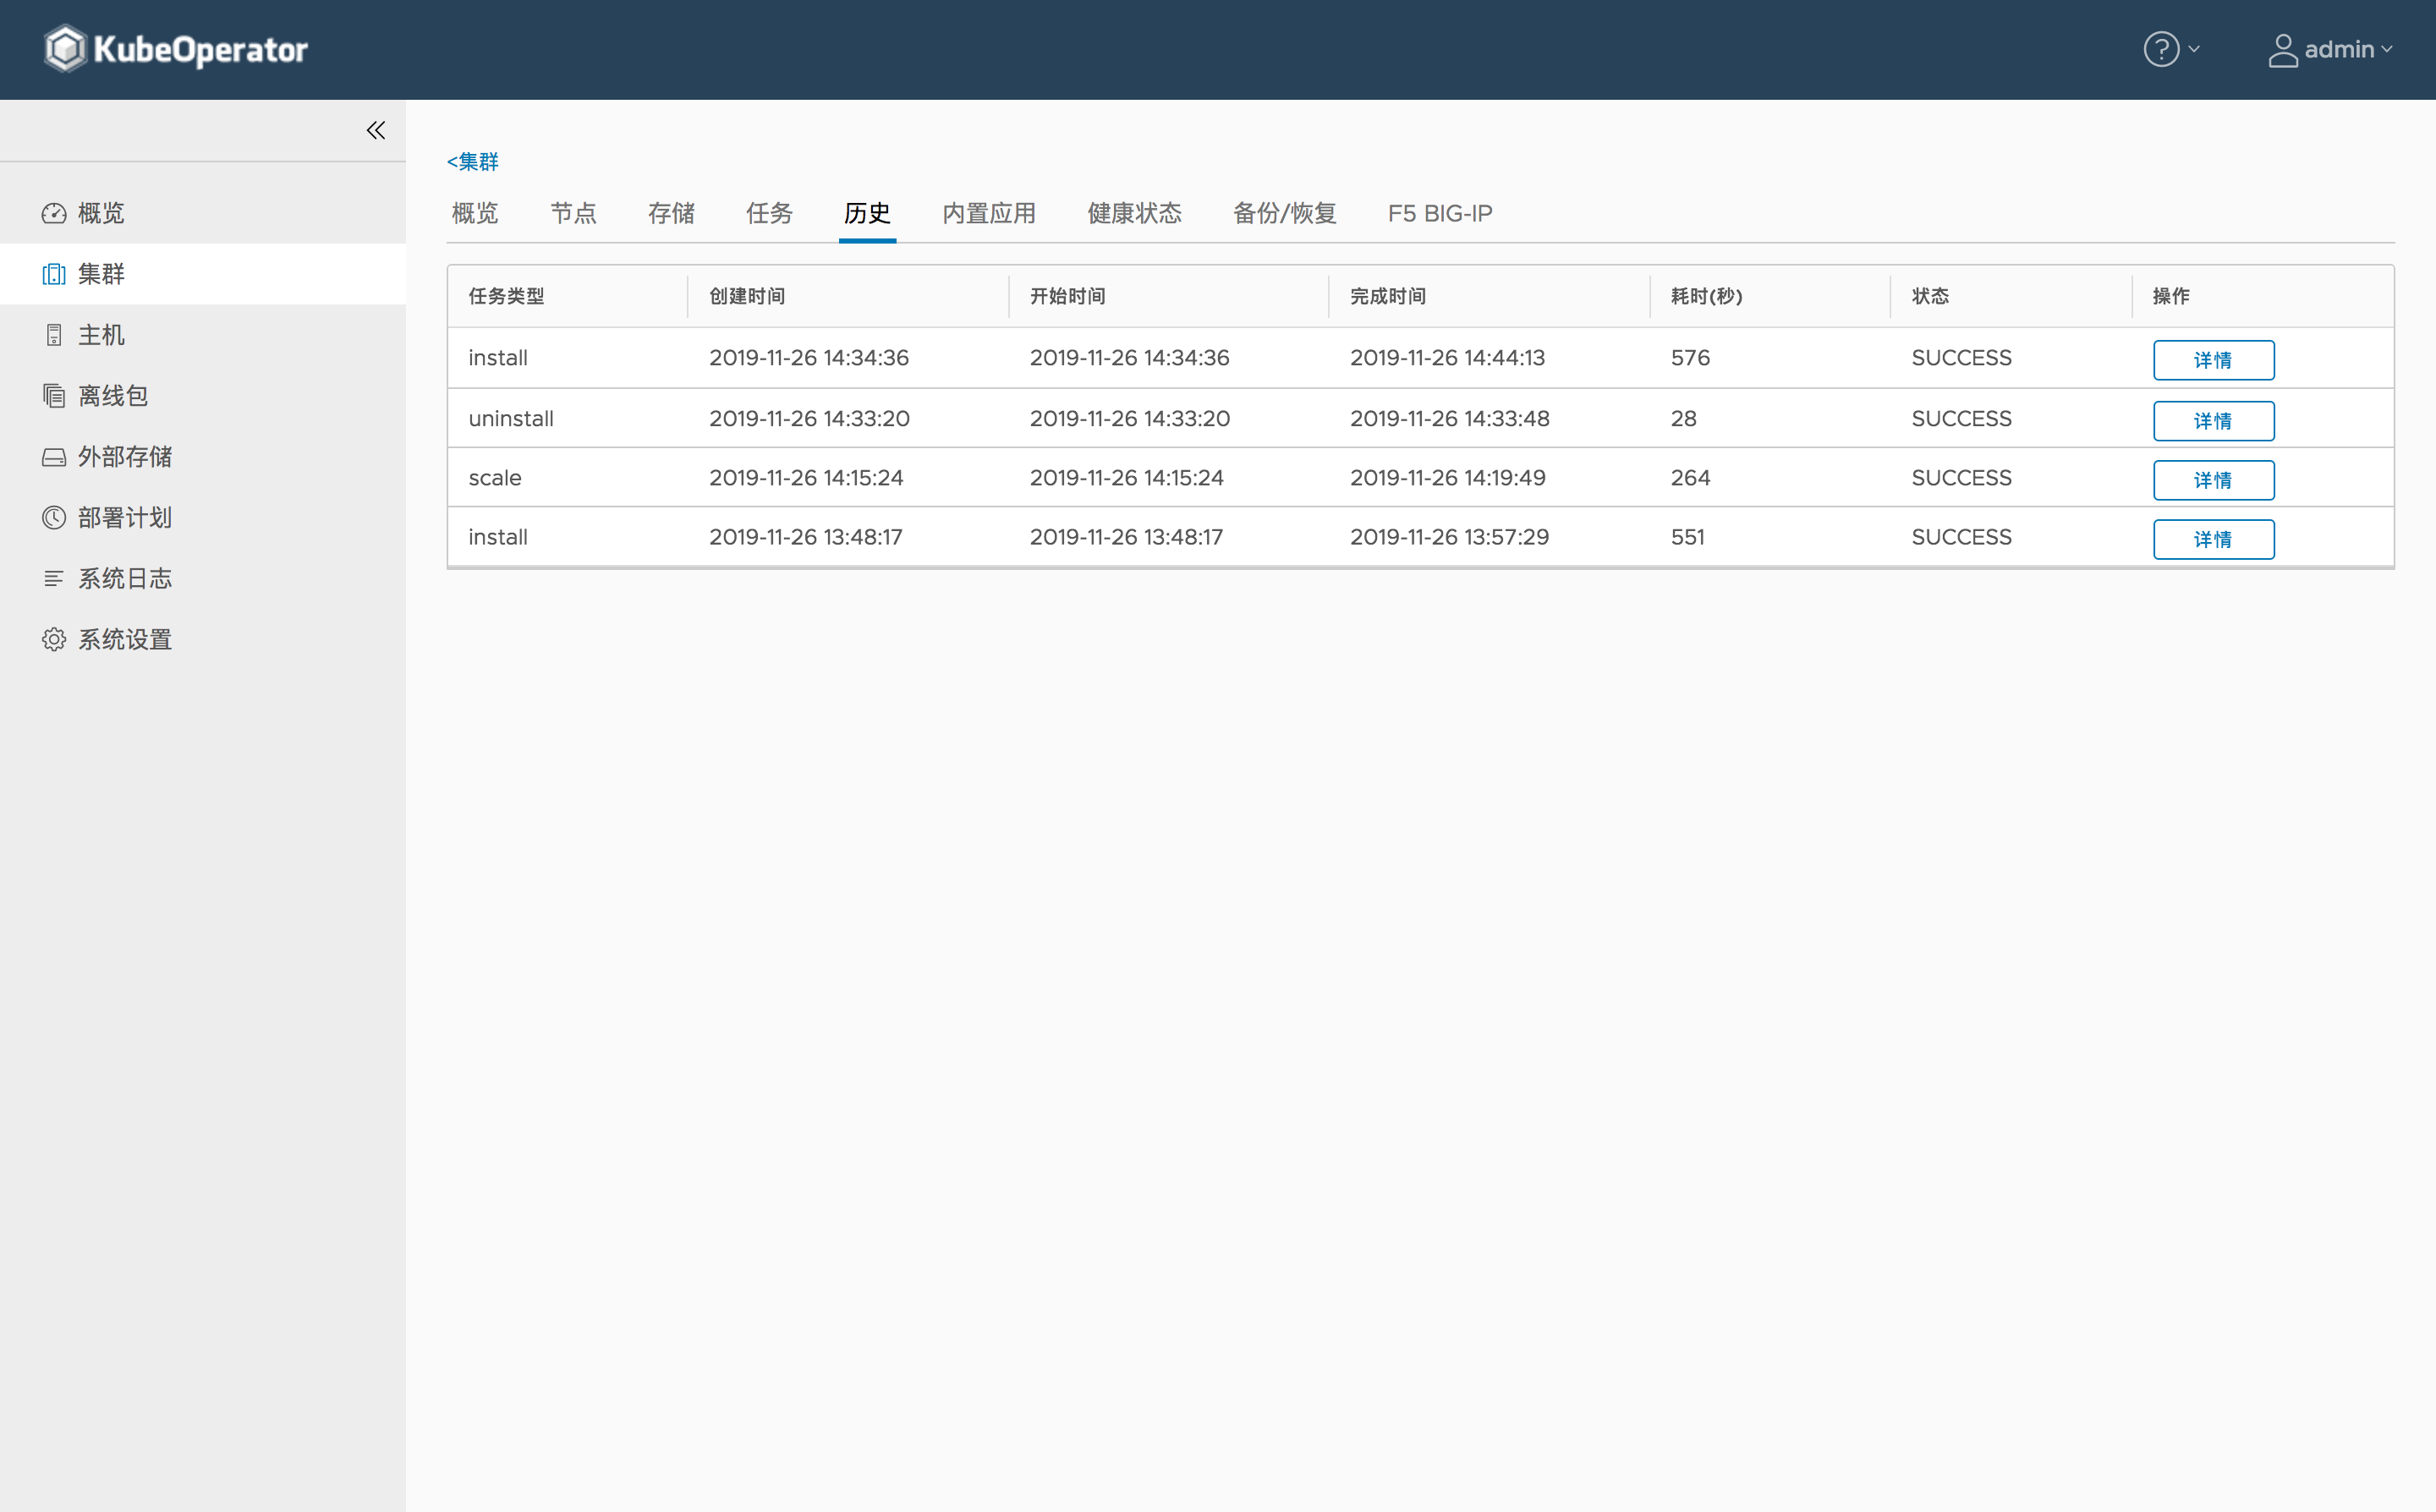 KubeOperator
admin
概览
集群
主机
离线包
外部存储
部署计划
系统日志
系统设置
<集群
概览 节点 存储 任务 历史 内置应用 健康状态 备份/恢复 F5 BIG-IP
任务类型 创建时间 开始时间 完成时间 耗时(秒) 状态 操作
install 2019-11-26 14:34:36 2019-11-26 14:34:36 2019-11-26 14:44:13 576 SUCCESS 详情
uninstall 2019-11-26 14:33:20 2019-11-26 14:33:20 2019-11-26 14:33:48 28 SUCCESS 详情
scale 2019-11-26 14:15:24 2019-11-26 14:15:24 2019-11-26 14:19:49 264 SUCCESS 详情
install 2019-11-26 13:48:17 2019-11-26 13:48:17 2019-11-26 13:57:29 551 SUCCESS 详情